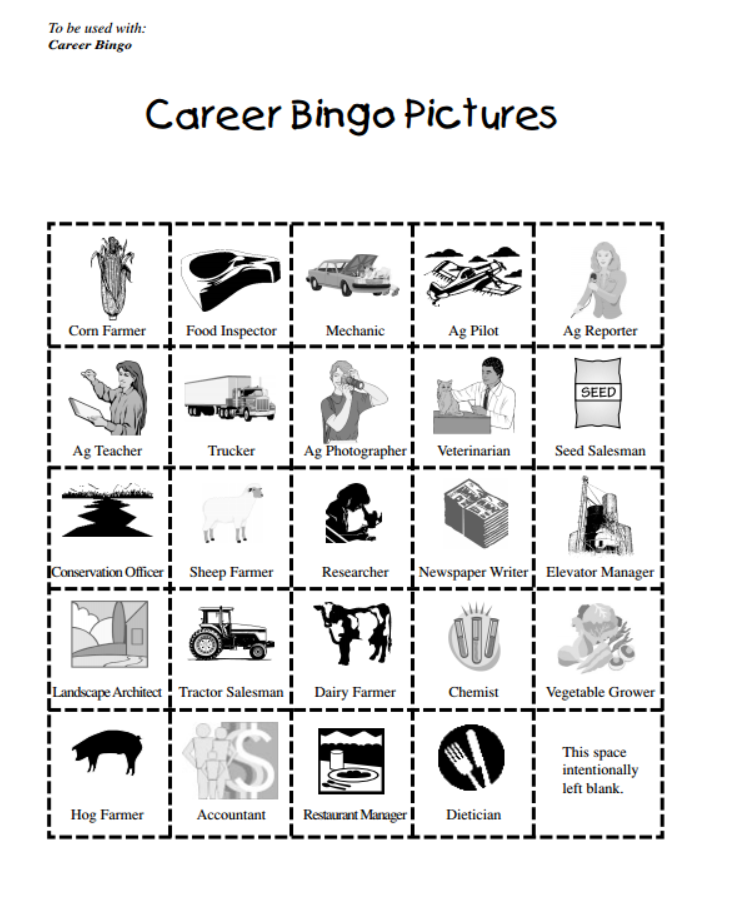 To be used with:
Career Bingo
Career Bingo Pictures
Corn Farmer
Food Inspector
Mechanic
Ag Pilot
Ag Reporter
Ag Teacher
Trucker
Ag Photographer
Veterinarian
SEED
Seed Salesman
Conservation Officer
Sheep Farmer
Researcher
Newspaper Writer
Elevator Manager
Landscape Architect
Tractor Salesman
Dairy Farmer
Chemist
Vegetable Grower
Hog Farmer
$
Accountant
Restaurant Manager
Dietician
This space
intentionally
left blank.